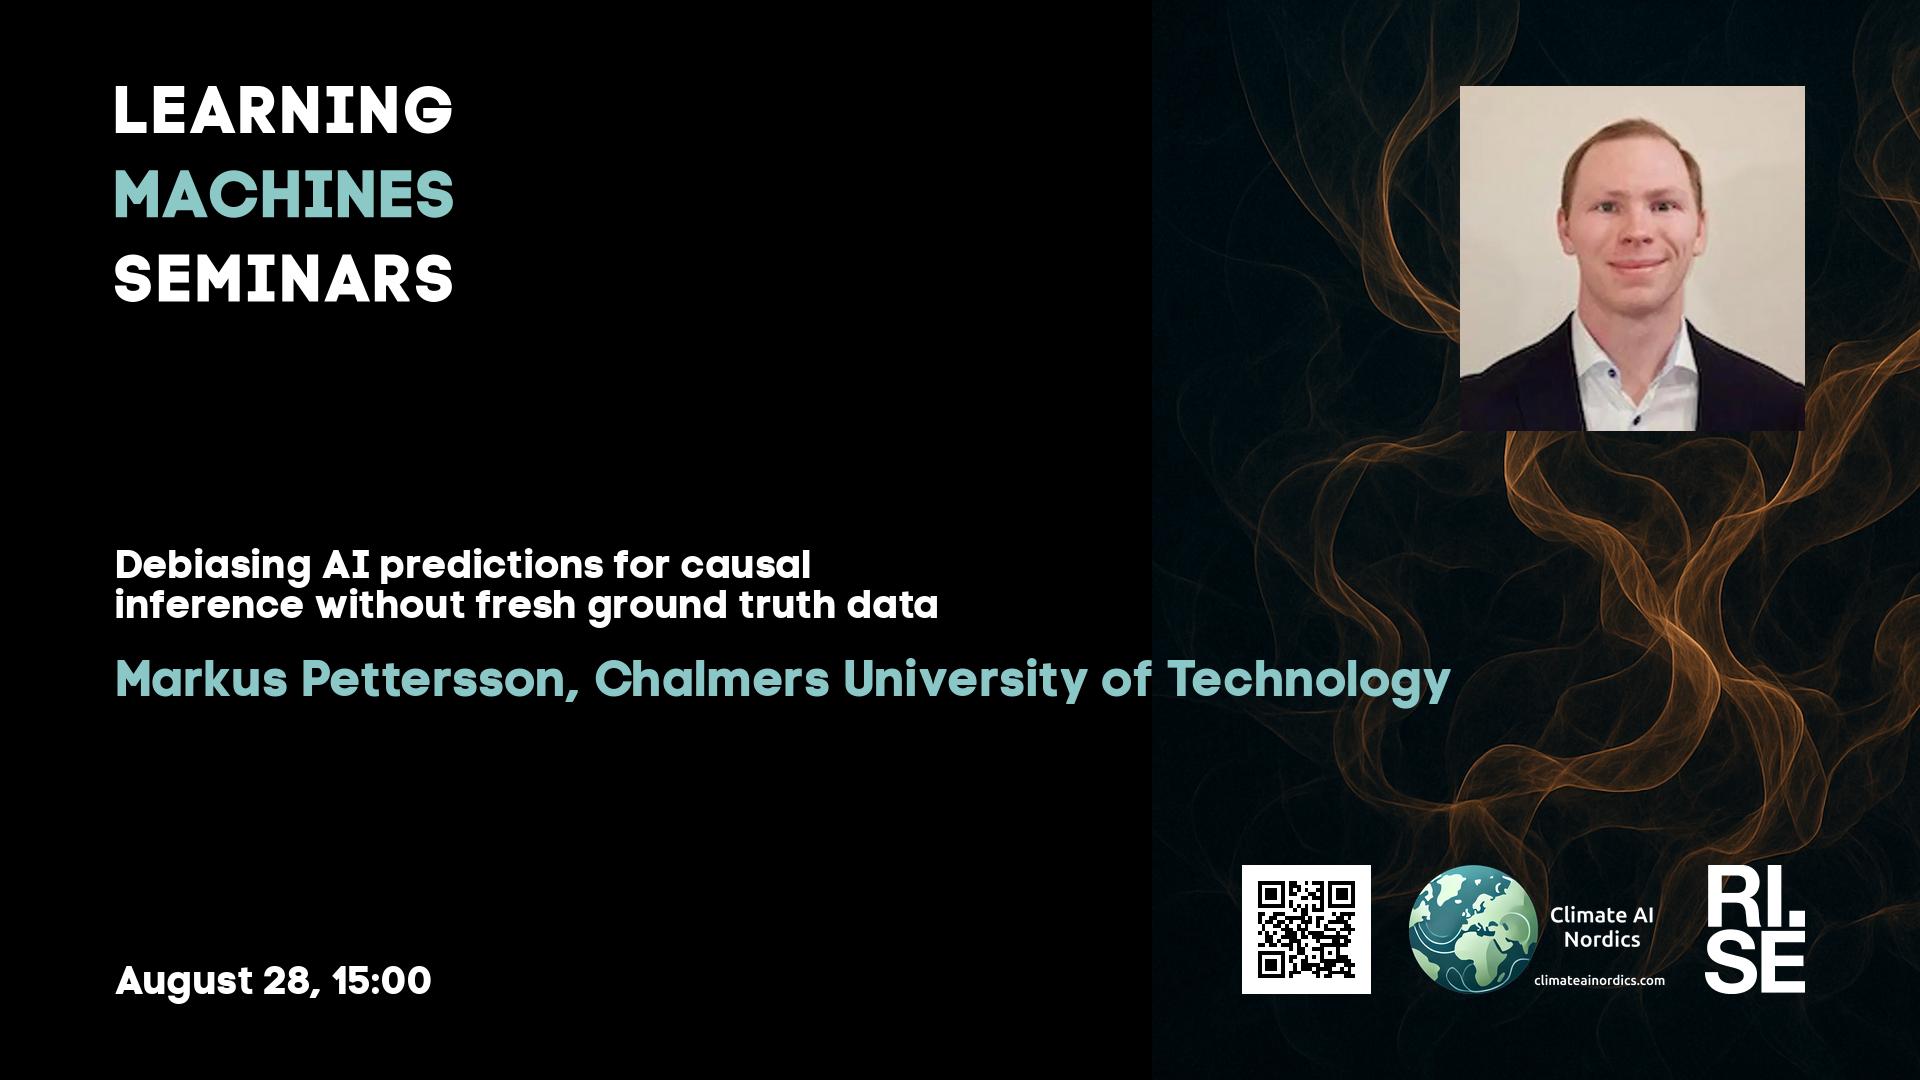 LEARNING
MACHINES
SEMINARS
Debiasing AI predictions for causal
inference without fresh ground truth data
Markus Pettersson, Chalmers University of Technology
August 28, 15:00
Climate AI
Nordics
climateainordics.com
RI.
SE